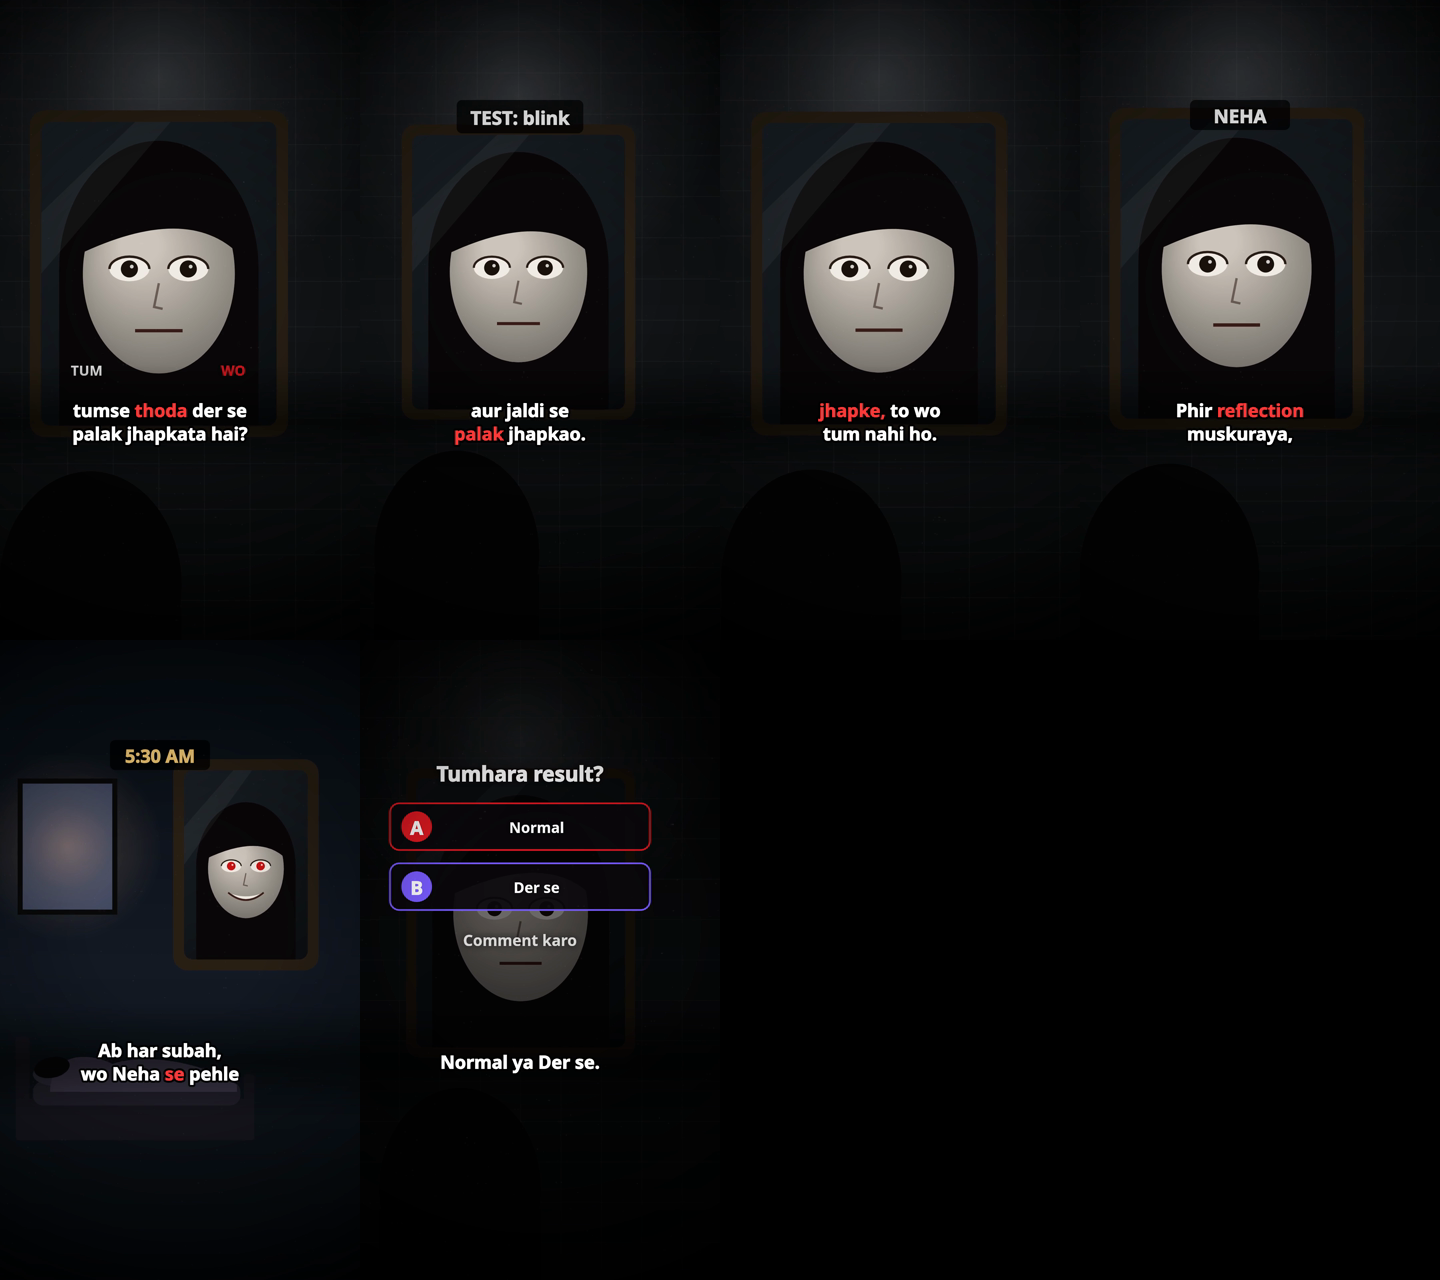 TUM
WO
tumse thoda der se
palak jhapkata hai?
TEST: blink
aur jaldi se
palak jhapkao.
jhapke, to wo
tum nahi ho.
NEHA
Phir reflection
muskuraya,
5:30 AM
Ab har subah,
wo Neha se pehle
Tumhara result?
A Normal
B Der se
Comment karo
Normal ya Der se.